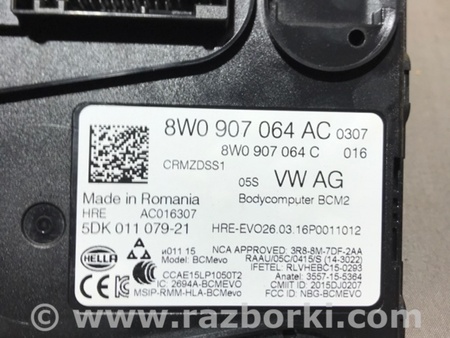 8W0 907 064 AC 0307
8W0 907 064 C 016
CRMZDSS1
05S VW AG
Made in Romania Bodycomputer BCM2
HRE AC016307
5DK 011 079-21 HRE-EVO26.03.16P0011012
HELLA
и011 15 NCA APPROVED: 3R8-8M-7DF-2AA
Model: BCMevo RAAU/05C/0415/S (14-3022)
IFETEL: RLVHEBC15-0293
CCAE15LP1050T2 Anatel: 3557-15-5364
IC: 2694A-BCMEVO CMIIT ID: 2015DJ0207
MSIP-RMM-HLA-BCMevo FCC ID: NBG-BCMEVO
© www.razborki.com